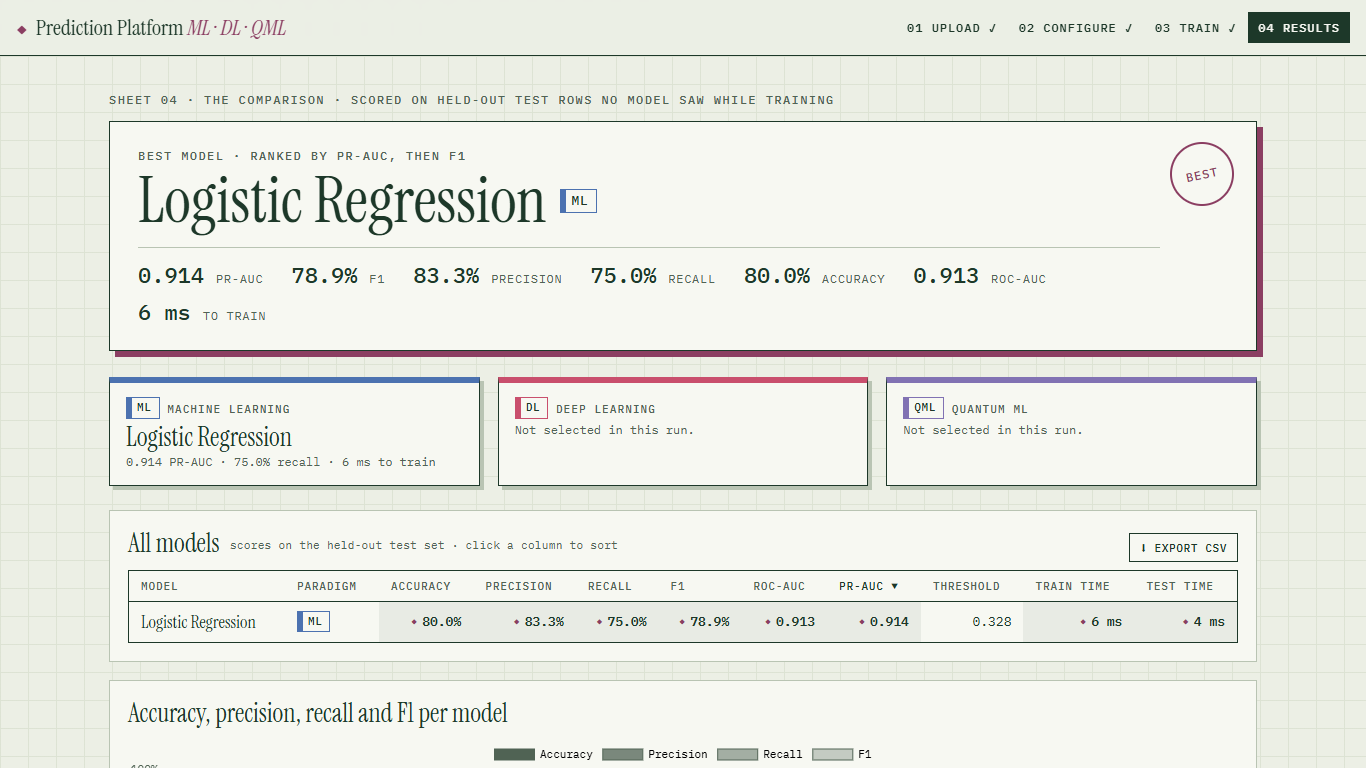 Prediction Platform ML · DL · QML
01 UPLOAD ✓ 02 CONFIGURE ✓ 03 TRAIN ✓ 04 RESULTS
SHEET 04 · THE COMPARISON · SCORED ON HELD-OUT TEST ROWS NO MODEL SAW WHILE TRAINING
BEST MODEL · RANKED BY PR-AUC, THEN F1
BEST
Logistic Regression ML
0.914 PR-AUC 78.9% F1 83.3% PRECISION 75.0% RECALL 80.0% ACCURACY 0.913 ROC-AUC
6 ms TO TRAIN
ML MACHINE LEARNING
Logistic Regression
0.914 PR-AUC · 75.0% recall · 6 ms to train
DL DEEP LEARNING
Not selected in this run.
QML QUANTUM ML
Not selected in this run.
All models scores on the held-out test set · click a column to sort
⬇ EXPORT CSV
MODEL PARADIGM ACCURACY PRECISION RECALL F1 ROC-AUC PR-AUC ▼ THRESHOLD TRAIN TIME TEST TIME
Logistic Regression ML ◆ 80.0% ◆ 83.3% ◆ 75.0% ◆ 78.9% ◆ 0.913 ◆ 0.914 0.328 ◆ 6 ms ◆ 4 ms
Accuracy, precision, recall and F1 per model
Accuracy Precision Recall F1
100%